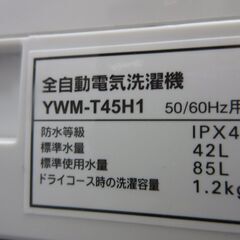 全自動電気洗濯機
YWM-T45H1 50/60Hz用
防水等級 IPX4
標準水量 42L
標準使用水量 85L
ドライコース時の洗濯容量 1.2kg